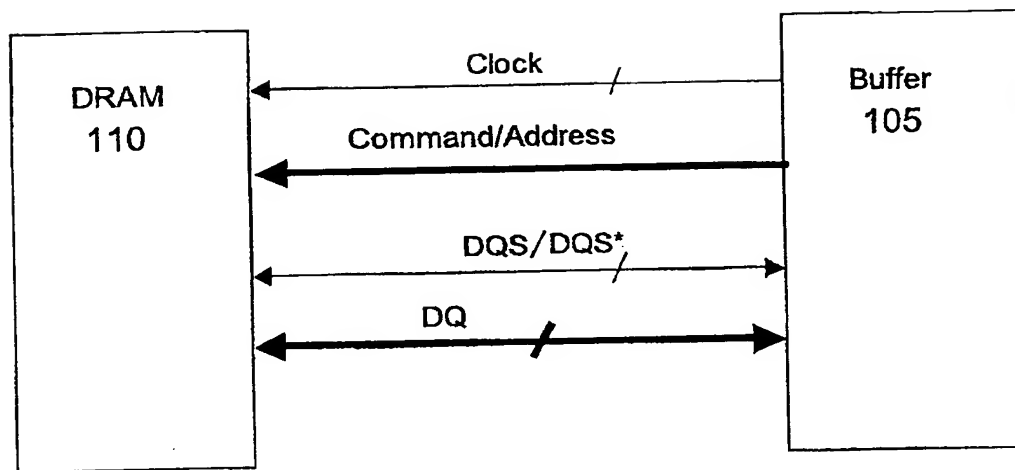 DRAM
110
Clock
Command/Address
DQS/DQS*
DQ
Buffer
105